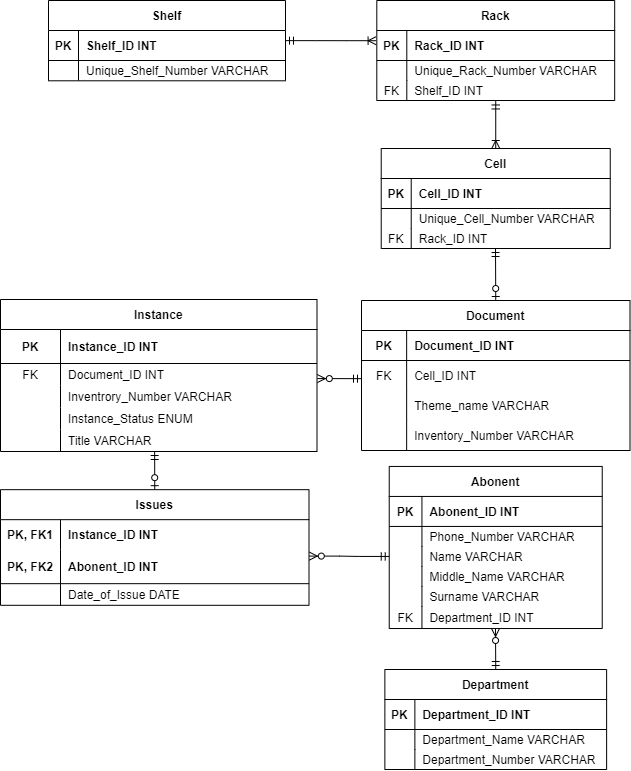 Shelf
PK Shelf_ID INT
Unique_Shelf_Number VARCHAR
Rack
PK Rack_ID INT
Unique_Rack_Number VARCHAR
FK Shelf_ID INT
Cell
PK Cell_ID INT
Unique_Cell_Number VARCHAR
FK Rack_ID INT
Instance
PK Instance_ID INT
FK Document_ID INT
Inventrory_Number VARCHAR
Instance_Status ENUM
Title VARCHAR
Document
PK Document_ID INT
FK Cell_ID INT
Theme_name VARCHAR
Inventory_Number VARCHAR
Issues
PK, FK1 Instance_ID INT
PK, FK2 Abonent_ID INT
Date_of_Issue DATE
Abonent
PK Abonent_ID INT
Phone_Number VARCHAR
Name VARCHAR
Middle_Name VARCHAR
Surname VARCHAR
FK Department_ID INT
Department
PK Department_ID INT
Department_Name VARCHAR
Department_Number VARCHAR